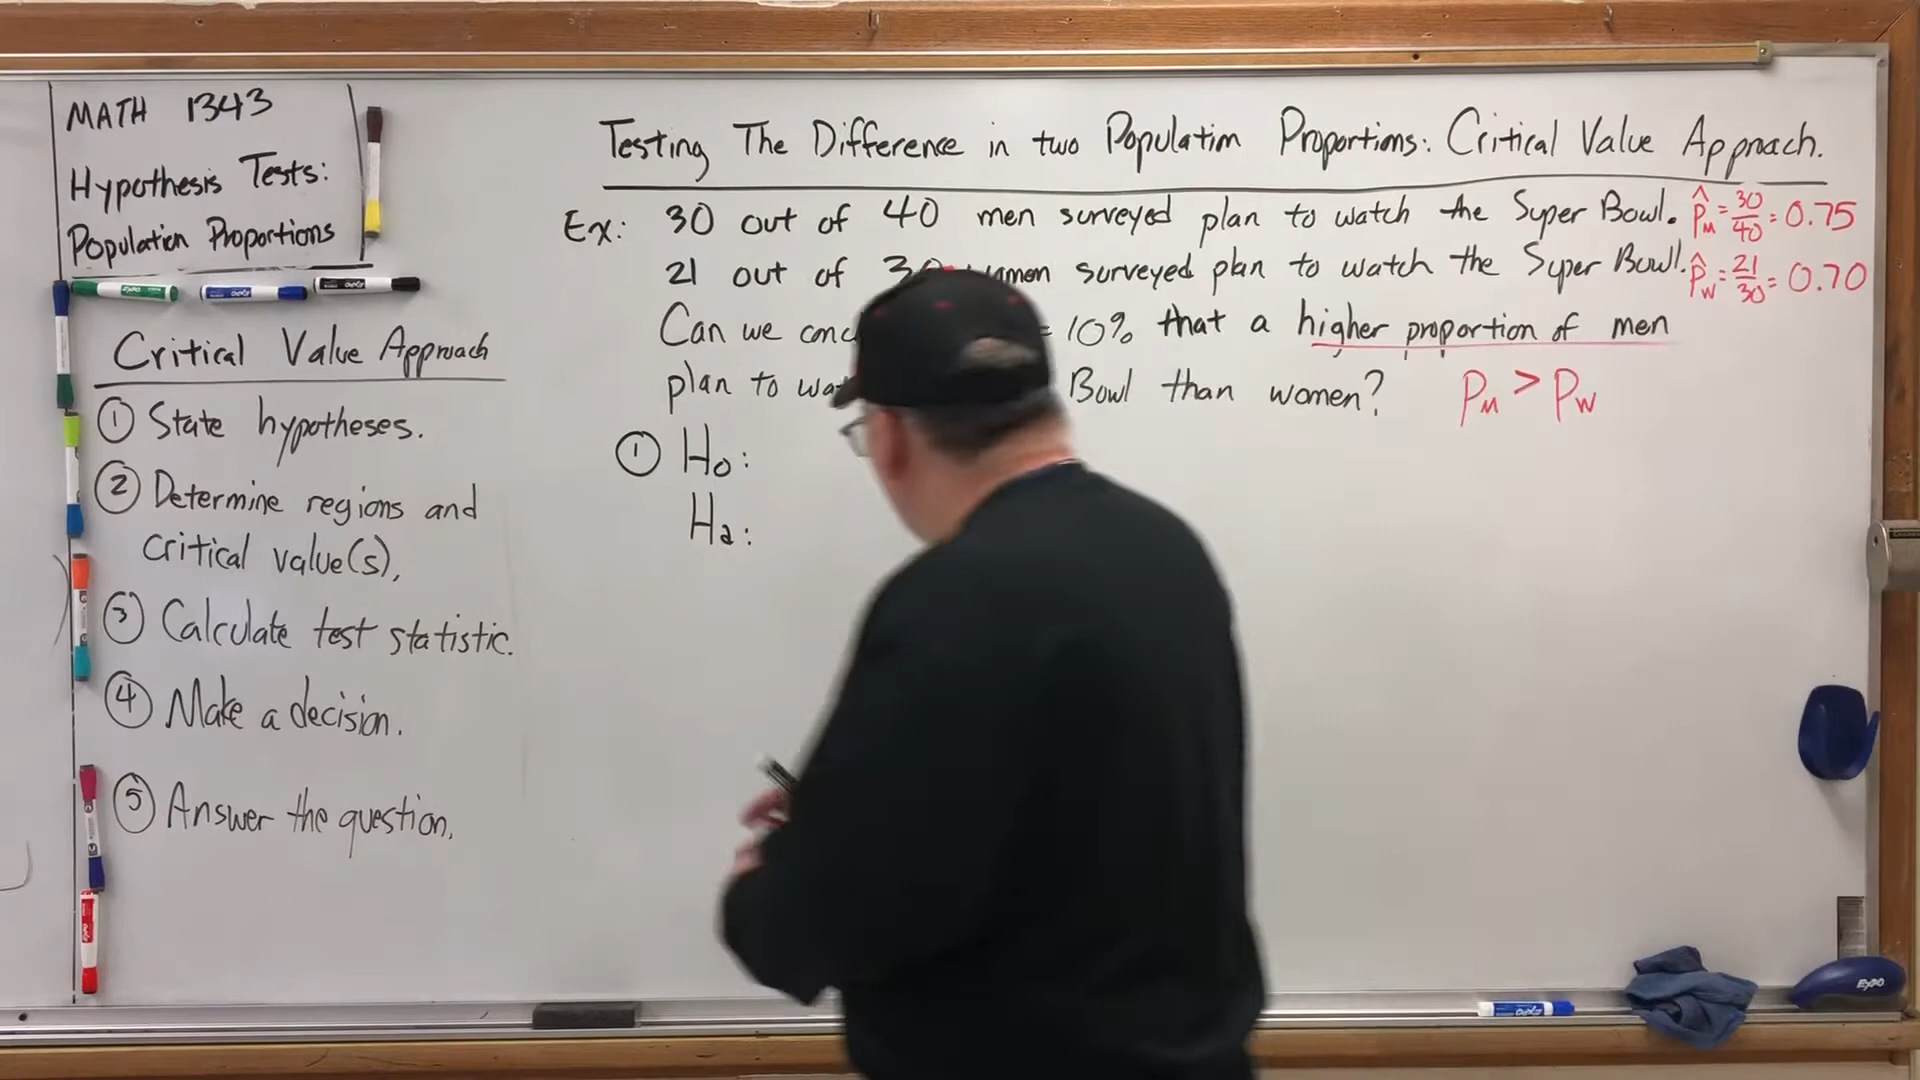 MATH 1343
Hypothesis Tests:
Population Proportions
Critical Value Approach
① State hypotheses.
② Determine regions and
critical value(s),
③ Calculate test statistic.
④ Make a decision.
⑤ Answer the question.
Testing The Difference in two Population Proportions: Critical Value Approach.
Ex: 30 out of 40 men surveyed plan to watch the Super Bowl. p̂M = 30/40 = 0.75
21 out of 30 surveyed plan to watch the Super Bowl. p̂W = 21/30 = 0.70
Can we = 10% that a higher proportion of men
plan to Bowl than women? PM > PW
① Ho:
Ha:
EXPO